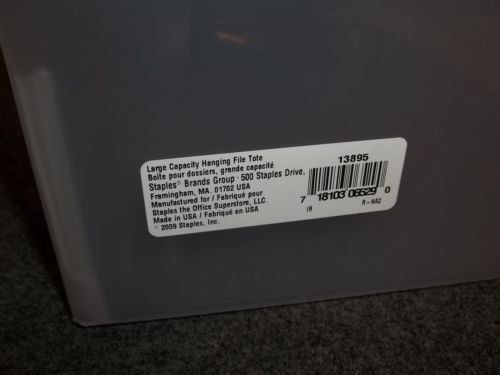 Large Capacity Hanging File Tote
Boîte pour dossiers, grande capacité
Staples® Brands Group · 500 Staples Drive,
Framingham, MA. 01702 USA
Manufactured for / Fabriqué pour
Staples the Office Superstore, LLC.
Made in USA / Fabriqué en USA
© 2009 Staples, Inc.
13895
7 18103 06529 0
IR R-NA2